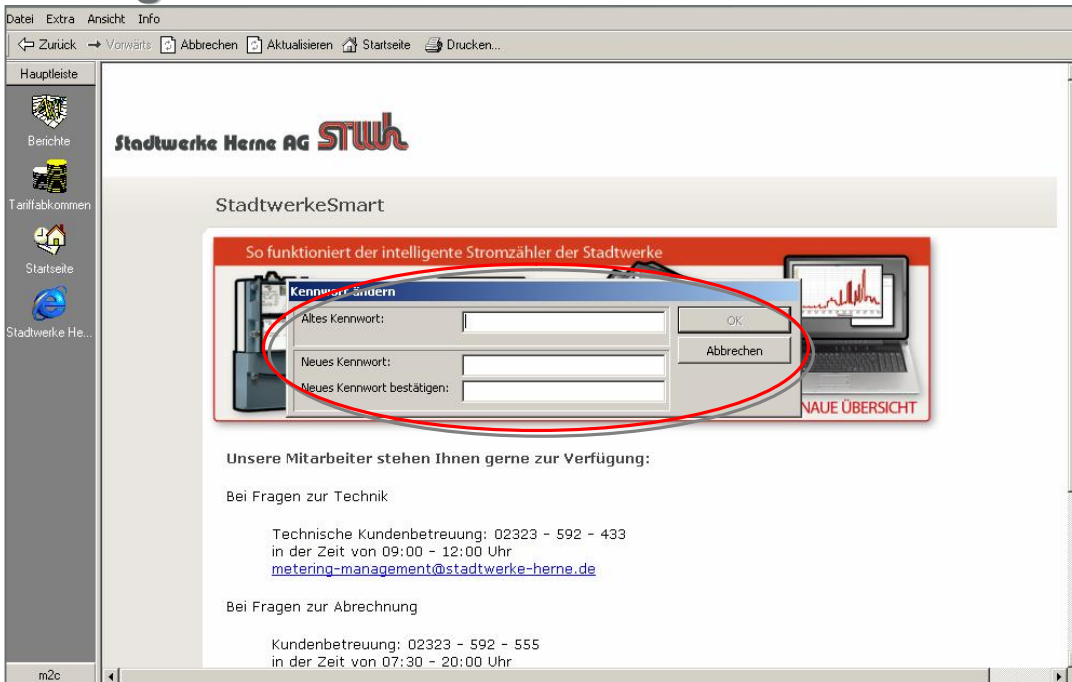 Datei Extra Ansicht Info
Zurück Vorwärts Abbrechen Aktualisieren Startseite Drucken...
Hauptleiste
Berichte
Tariffabkommen
Startseite
Stadtwerke He...
m2c
Stadtwerke Herne AG STWH
StadtwerkeSmart
So funktioniert der intelligente Stromzähler der Stadtwerke
Kennwort ändern
Altes Kennwort:
OK
Abbrechen
Neues Kennwort:
Neues Kennwort bestätigen:
NAUE ÜBERSICHT
Unsere Mitarbeiter stehen Ihnen gerne zur Verfügung:
Bei Fragen zur Technik
Technische Kundenbetreuung: 02323 - 592 - 433
in der Zeit von 09:00 - 12:00 Uhr
metering-management@stadtwerke-herne.de
Bei Fragen zur Abrechnung
Kundenbetreuung: 02323 - 592 - 555
in der Zeit von 07:30 - 20:00 Uhr